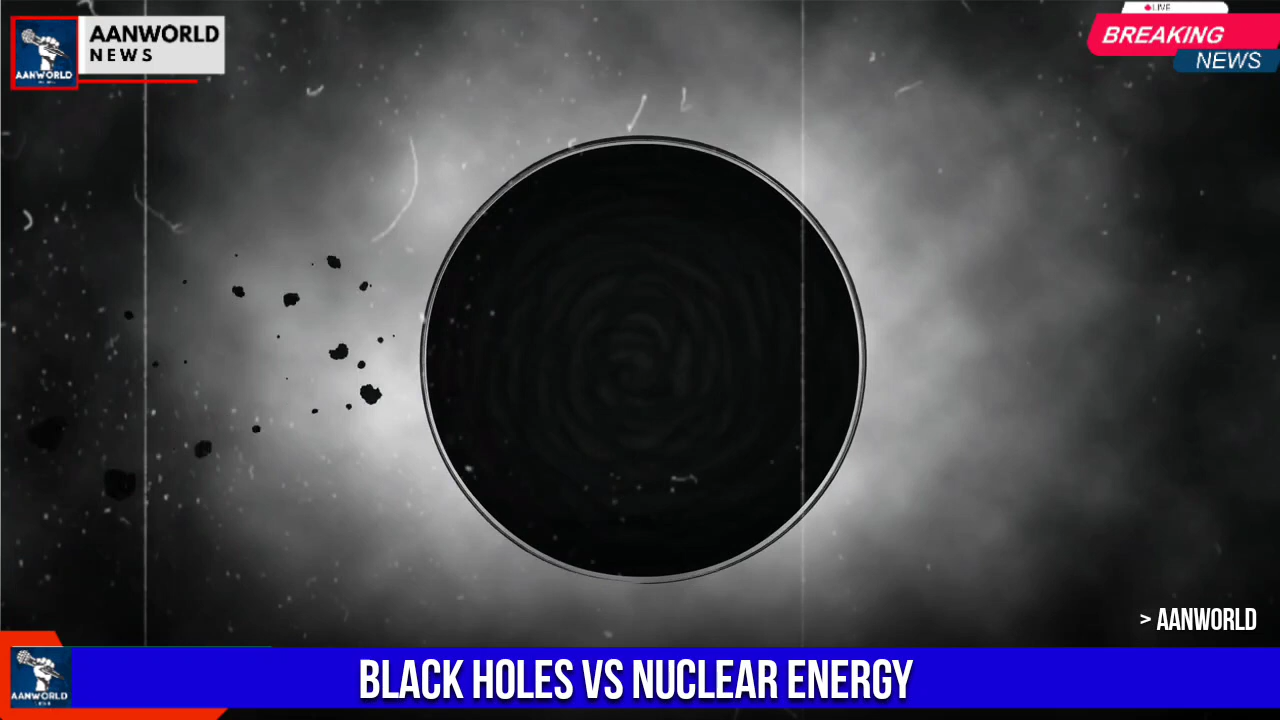 AANWORLD
NEWS
AANWORLD
LIVE
BREAKING
NEWS
> AANWORLD
BLACK HOLES VS NUCLEAR ENERGY
AANWORLD